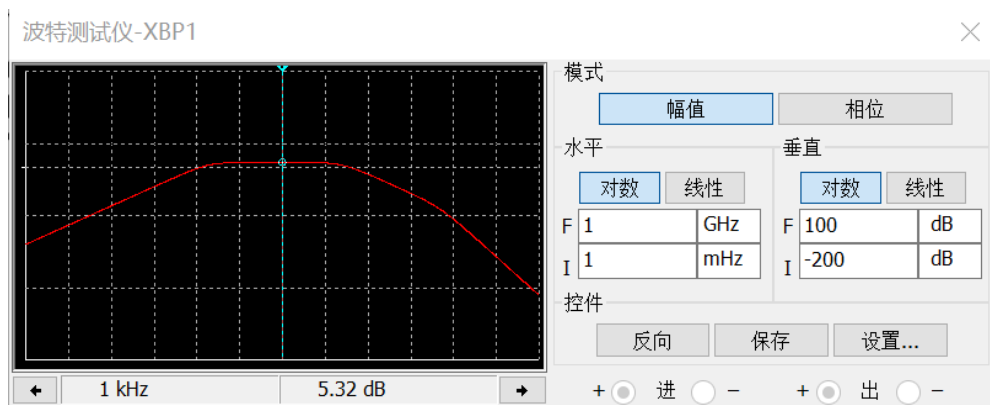 波特测试仪-XBP1
模式
幅值 相位
水平 垂直
对数 线性 对数 线性
F 1 GHz F 100 dB
I 1 mHz I -200 dB
控件
反向 保存 设置...
1 kHz 5.32 dB + 进 − + 出 −